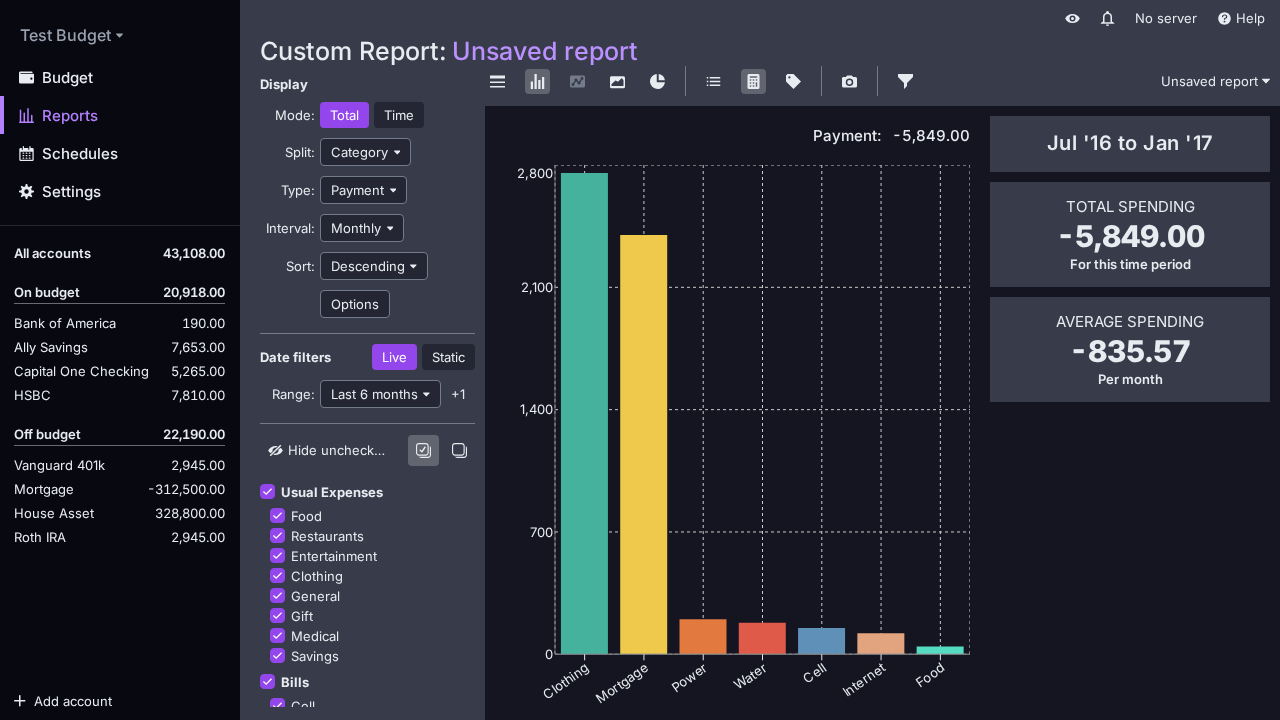 Test Budget
Budget
Reports
Schedules
Settings
All accounts 43,108.00
On budget 20,918.00
Bank of America 190.00
Ally Savings 7,653.00
Capital One Checking 5,265.00
HSBC 7,810.00
Off budget 22,190.00
Vanguard 401k 2,945.00
Mortgage -312,500.00
House Asset 328,800.00
Roth IRA 2,945.00
Add account
No server Help
Custom Report: Unsaved report
Display
Mode: Total Time
Split: Category
Type: Payment
Interval: Monthly
Sort: Descending
Options
Date filters Live Static
Range: Last 6 months +1
Hide uncheck...
Usual Expenses
Food
Restaurants
Entertainment
Clothing
General
Gift
Medical
Savings
Bills
Cell
Unsaved report
Payment: -5,849.00
2,800
2,100
1,400
700
0
Clothing Mortgage Power Water Cell Internet Food
Jul '16 to Jan '17
TOTAL SPENDING
-5,849.00
For this time period
AVERAGE SPENDING
-835.57
Per month